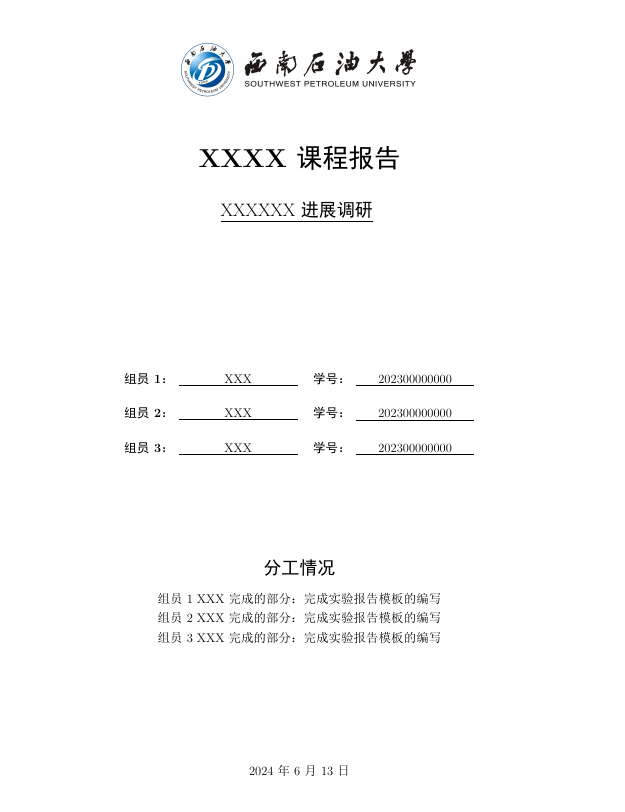 西南石油大学
SOUTHWEST PETROLEUM UNIVERSITY
XXXX 课程报告
XXXXXX 进展调研
组员 1： XXX 学号： 202300000000
组员 2： XXX 学号： 202300000000
组员 3： XXX 学号： 202300000000
分工情况
组员 1 XXX 完成的部分：完成实验报告模板的编写
组员 2 XXX 完成的部分：完成实验报告模板的编写
组员 3 XXX 完成的部分：完成实验报告模板的编写
2024 年 6 月 13 日